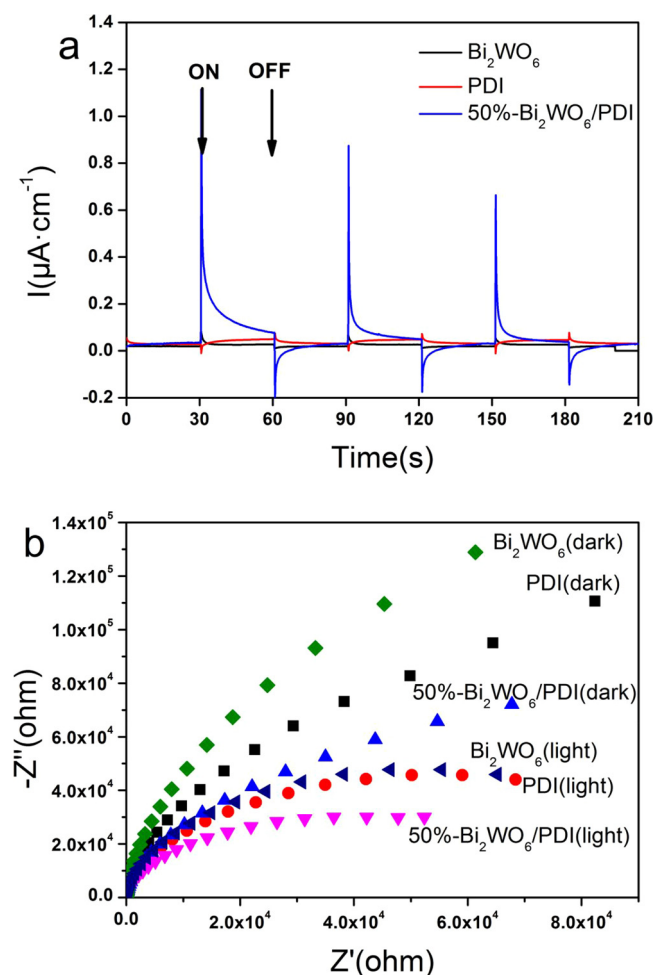 a
ON
OFF
Bi₂WO₆
PDI
50%-Bi₂WO₆/PDI
1.4
1.2
1.0
0.8
0.6
0.4
0.2
0.0
-0.2
I(μA·cm⁻¹)
0 30 60 90 120 150 180 210
Time(s)
b
1.4x10⁵
1.2x10⁵
1.0x10⁵
8.0x10⁴
6.0x10⁴
4.0x10⁴
2.0x10⁴
0.0
-Z''(ohm)
Bi₂WO₆(dark)
PDI(dark)
50%-Bi₂WO₆/PDI(dark)
Bi₂WO₆(light)
PDI(light)
50%-Bi₂WO₆/PDI(light)
0.0 2.0x10⁴ 4.0x10⁴ 6.0x10⁴ 8.0x10⁴
Z'(ohm)